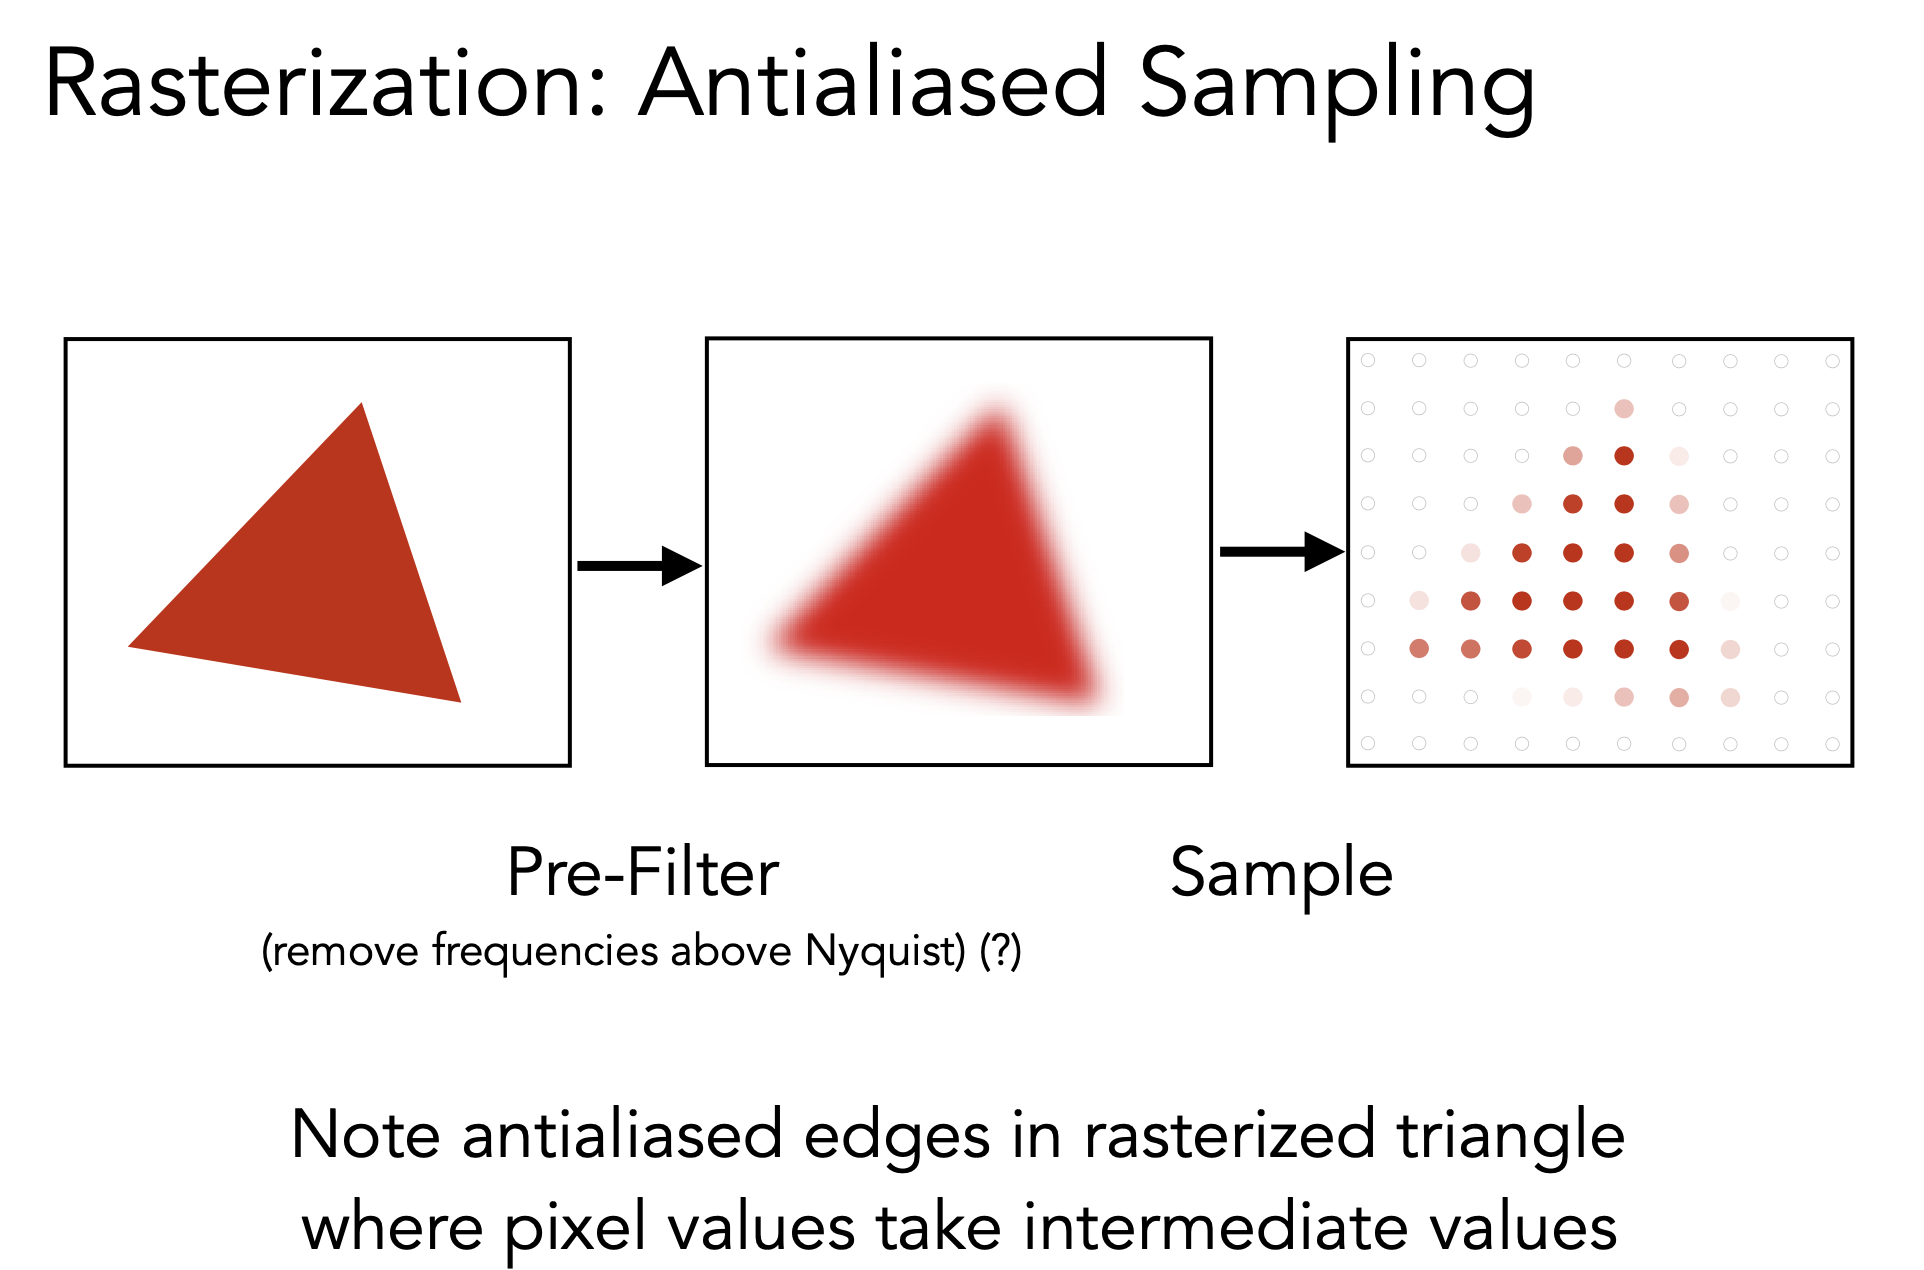 Rasterization: Antialiased Sampling
Pre-Filter
Sample
(remove frequencies above Nyquist) (?)
Note antialiased edges in rasterized triangle
where pixel values take intermediate values